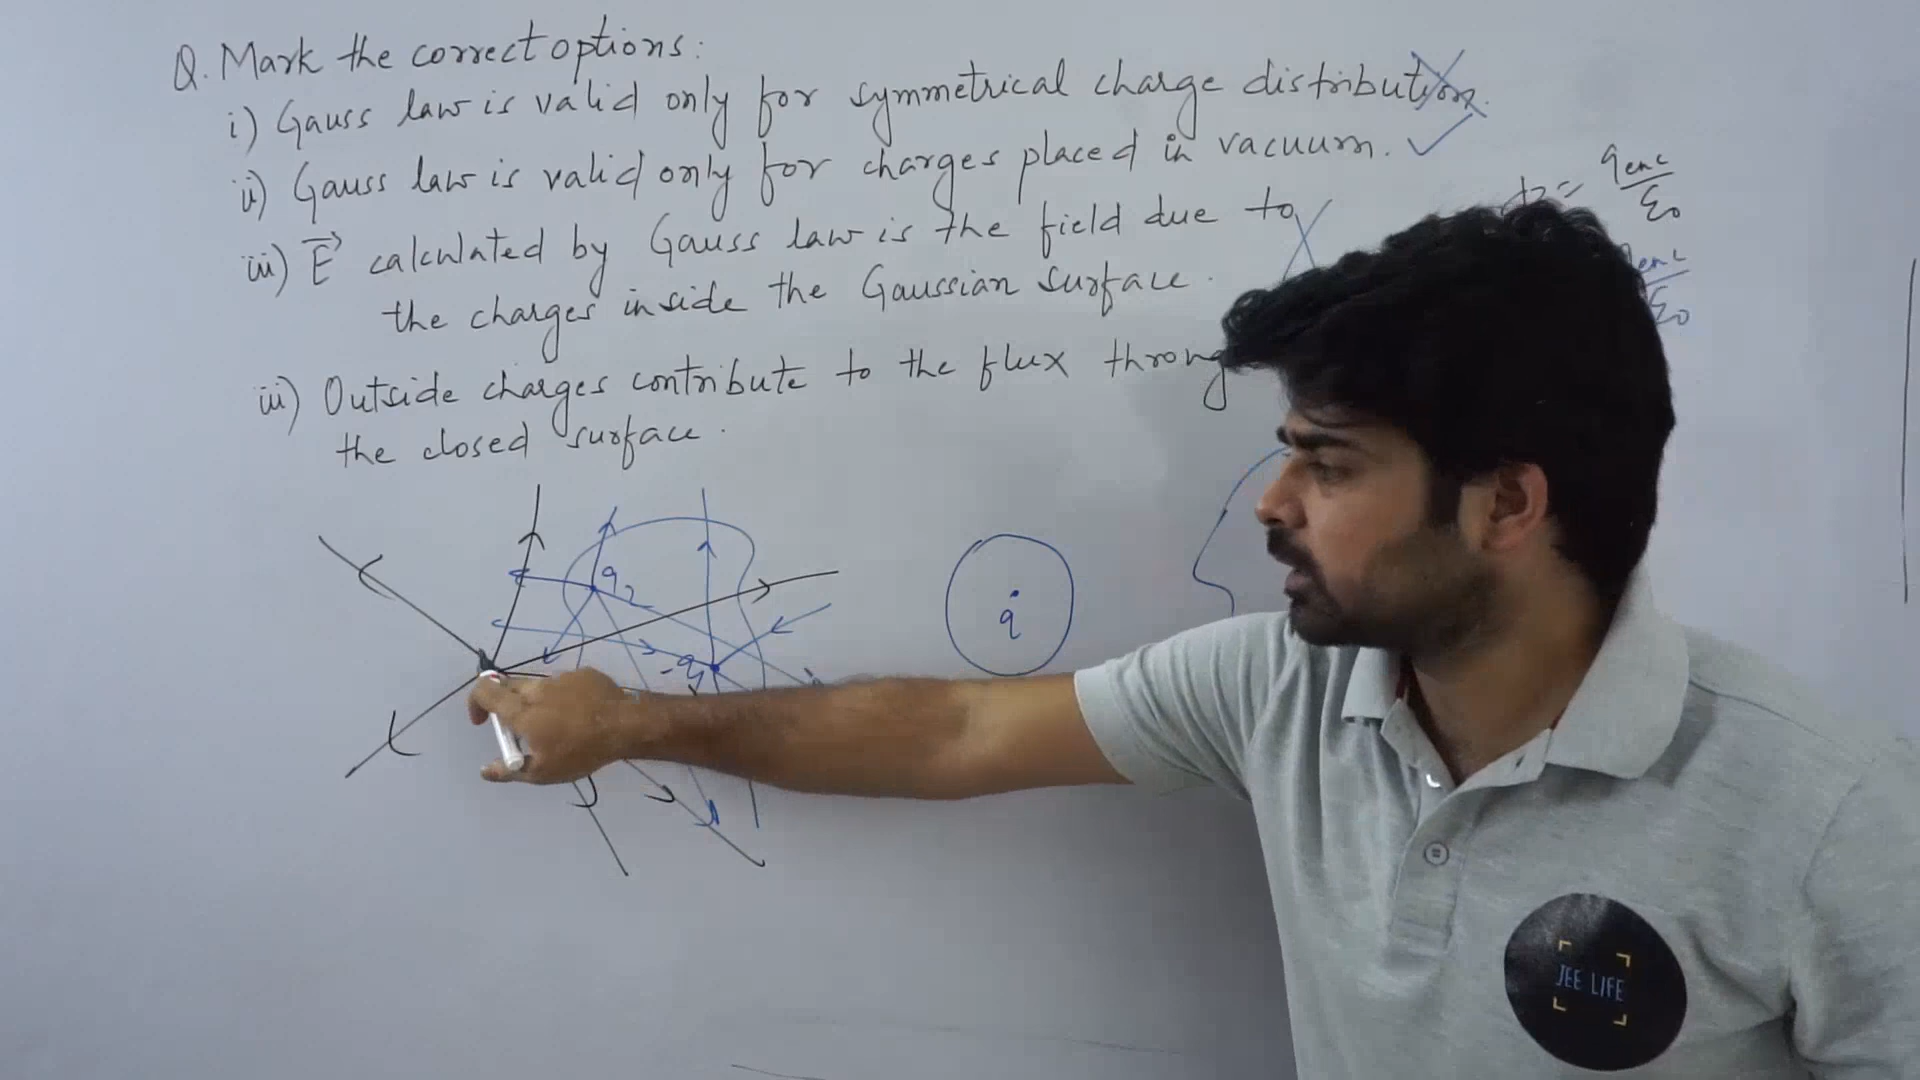 Q. Mark the correct options:
i) Gauss law is valid only for symmetrical charge distribution.
ii) Gauss law is valid only for charges placed in vacuum.
qenc
ε0
iii) E calculated by Gauss law is the field due to
the charges inside the Gaussian surface.
enc
ε0
iii) Outside charges contribute to the flux throug
the closed surface.
q2
q
-q
JEE LIFE